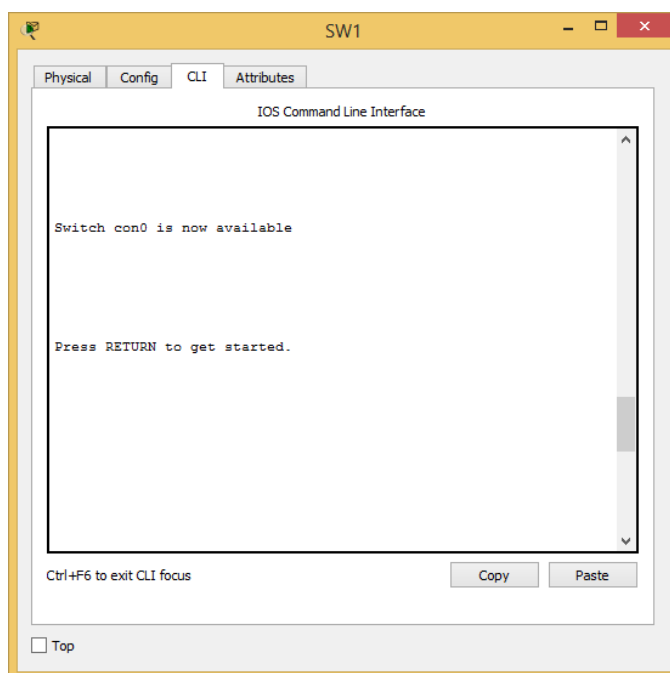 SW1
Physical Config CLI Attributes
IOS Command Line Interface
Switch con0 is now available
Press RETURN to get started.
Ctrl+F6 to exit CLI focus
Copy Paste
Top